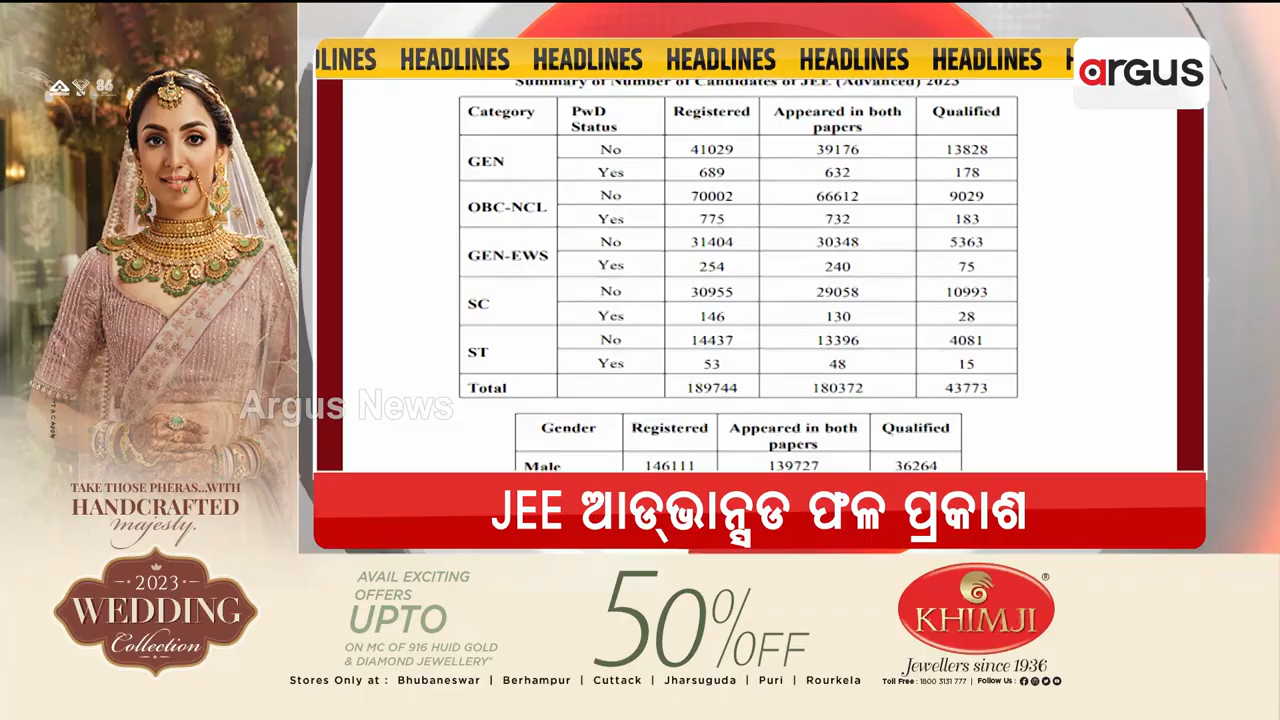 LINES HEADLINES HEADLINES HEADLINES HEADLINES HEADLINES H
argus
86
Summary of Number of Candidates of JEE (Advanced) 2023
Category PwD Status Registered Appeared in both papers Qualified
GEN No 41029 39176 13828
Yes 689 632 178
OBC-NCL No 70002 66612 9029
Yes 775 732 183
GEN-EWS No 31404 30348 5363
Yes 254 240 75
SC No 30955 29058 10993
Yes 146 130 28
ST No 14437 13396 4081
Yes 53 48 15
Total 189744 180372 43773
Argus News
Gender Registered Appeared in both papers Qualified
Male 146111 139727 36264
JEE ଆଡ୍‌ଭାନ୍ସଡ ଫଳ ପ୍ରକାଶ
T & C Apply
TAKE THOSE PHERAS...WITH
HANDCRAFTED
majesty.
2023
WEDDING
Collection
AVAIL EXCITING
OFFERS
UPTO
ON MC OF 916 HUID GOLD
& DIAMOND JEWELLERY*
50% OFF
KHIMJI
®
Jewellers since 1936
Stores Only at : Bhubaneswar | Berhampur | Cuttack | Jharsuguda | Puri | Rourkela
Toll Free : 1800 3131 777 | Follow Us :